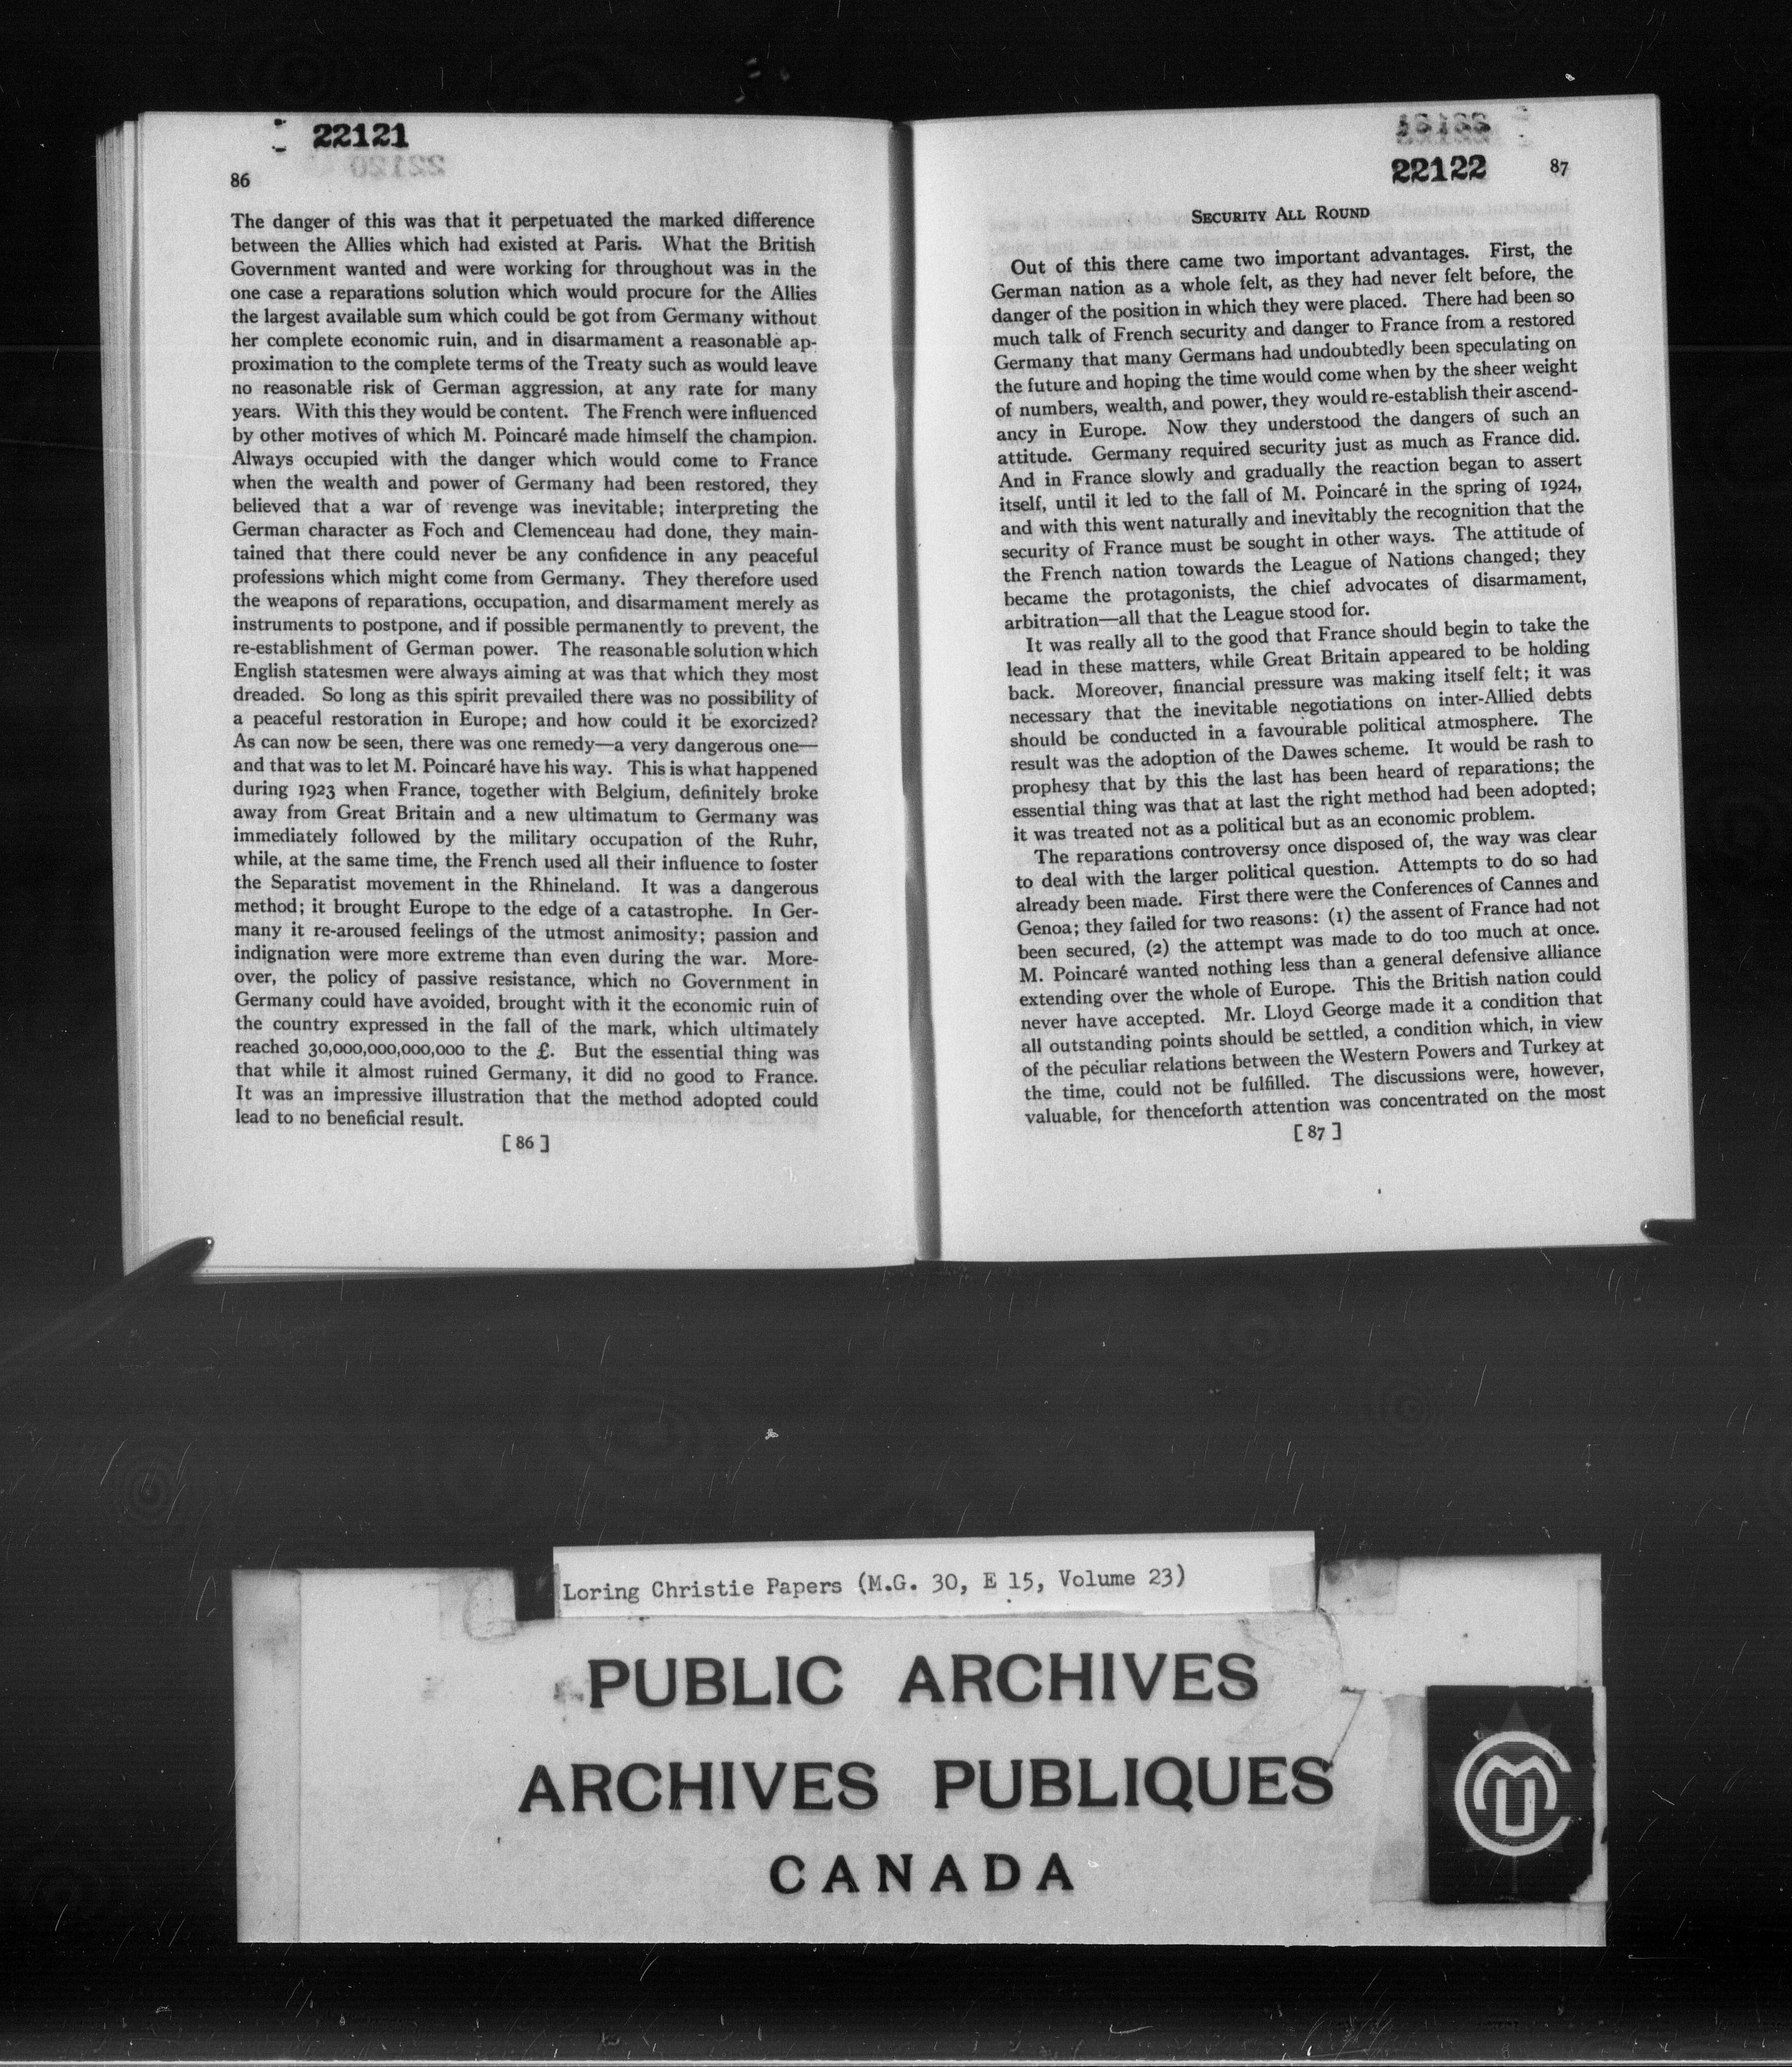 22121
86
The danger of this was that it perpetuated the marked difference
between the Allies which had existed at Paris. What the British
Government wanted and were working for throughout was in the
one case a reparations solution which would procure for the Allies
the largest available sum which could be got from Germany without
her complete economic ruin, and in disarmament a reasonable ap-
proximation to the complete terms of the Treaty such as would leave
no reasonable risk of German aggression, at any rate for many
years. With this they would be content. The French were influenced
by other motives of which M. Poincaré made himself the champion.
Always occupied with the danger which would come to France
when the wealth and power of Germany had been restored, they
believed that a war of revenge was inevitable; interpreting the
German character as Foch and Clemenceau had done, they main-
tained that there could never be any confidence in any peaceful
professions which might come from Germany. They therefore used
the weapons of reparations, occupation, and disarmament merely as
instruments to postpone, and if possible permanently to prevent, the
re-establishment of German power. The reasonable solution which
English statesmen were always aiming at was that which they most
dreaded. So long as this spirit prevailed there was no possibility of
a peaceful restoration in Europe; and how could it be exorcized?
As can now be seen, there was one remedy—a very dangerous one—
and that was to let M. Poincaré have his way. This is what happened
during 1923 when France, together with Belgium, definitely broke
away from Great Britain and a new ultimatum to Germany was
immediately followed by the military occupation of the Ruhr,
while, at the same time, the French used all their influence to foster
the Separatist movement in the Rhineland. It was a dangerous
method; it brought Europe to the edge of a catastrophe. In Ger-
many it re-aroused feelings of the utmost animosity; passion and
indignation were more extreme than even during the war. More-
over, the policy of passive resistance, which no Government in
Germany could have avoided, brought with it the economic ruin of
the country expressed in the fall of the mark, which ultimately
reached 30,000,000,000,000 to the £. But the essential thing was
that while it almost ruined Germany, it did no good to France.
It was an impressive illustration that the method adopted could
lead to no beneficial result.
[ 86 ]
22122
87
SECURITY ALL ROUND
Out of this there came two important advantages. First, the
German nation as a whole felt, as they had never felt before, the
danger of the position in which they were placed. There had been so
much talk of French security and danger to France from a restored
Germany that many Germans had undoubtedly been speculating on
the future and hoping the time would come when by the sheer weight
of numbers, wealth, and power, they would re-establish their ascend-
ancy in Europe. Now they understood the dangers of such an
attitude. Germany required security just as much as France did.
And in France slowly and gradually the reaction began to assert
itself, until it led to the fall of M. Poincaré in the spring of 1924,
and with this went naturally and inevitably the recognition that the
security of France must be sought in other ways. The attitude of
the French nation towards the League of Nations changed; they
became the protagonists, the chief advocates of disarmament,
arbitration—all that the League stood for.
It was really all to the good that France should begin to take the
lead in these matters, while Great Britain appeared to be holding
back. Moreover, financial pressure was making itself felt; it was
necessary that the inevitable negotiations on inter-Allied debts
should be conducted in a favourable political atmosphere. The
result was the adoption of the Dawes scheme. It would be rash to
prophesy that by this the last has been heard of reparations; the
essential thing was that at last the right method had been adopted;
it was treated not as a political but as an economic problem.
The reparations controversy once disposed of, the way was clear
to deal with the larger political question. Attempts to do so had
already been made. First there were the Conferences of Cannes and
Genoa; they failed for two reasons: (1) the assent of France had not
been secured, (2) the attempt was made to do too much at once.
M. Poincaré wanted nothing less than a general defensive alliance
extending over the whole of Europe. This the British nation could
never have accepted. Mr. Lloyd George made it a condition that
all outstanding points should be settled, a condition which, in view
of the peculiar relations between the Western Powers and Turkey at
the time, could not be fulfilled. The discussions were, however,
valuable, for thenceforth attention was concentrated on the most
[ 87 ]
Loring Christie Papers (M.G. 30, E 15, Volume 23)
PUBLIC ARCHIVES
ARCHIVES PUBLIQUES
CANADA